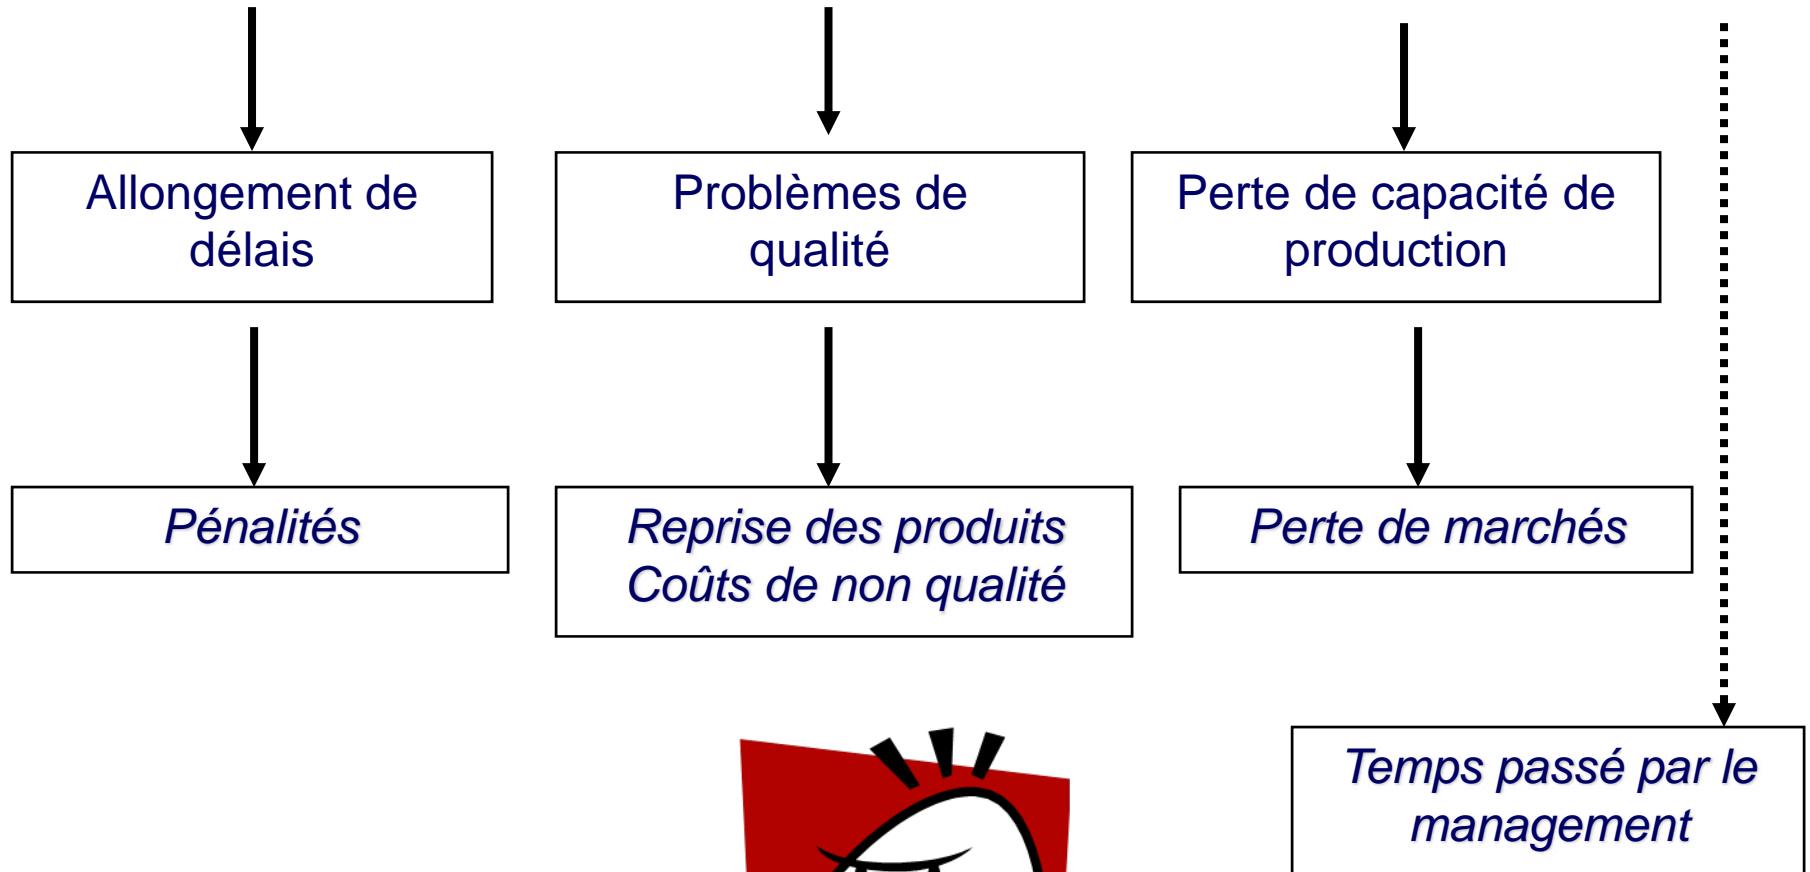 Allongement de
délais
Problèmes de
qualité
Perte de capacité de
production
Pénalités
Reprise des produits
Coûts de non qualité
Perte de marchés
Temps passé par le
management